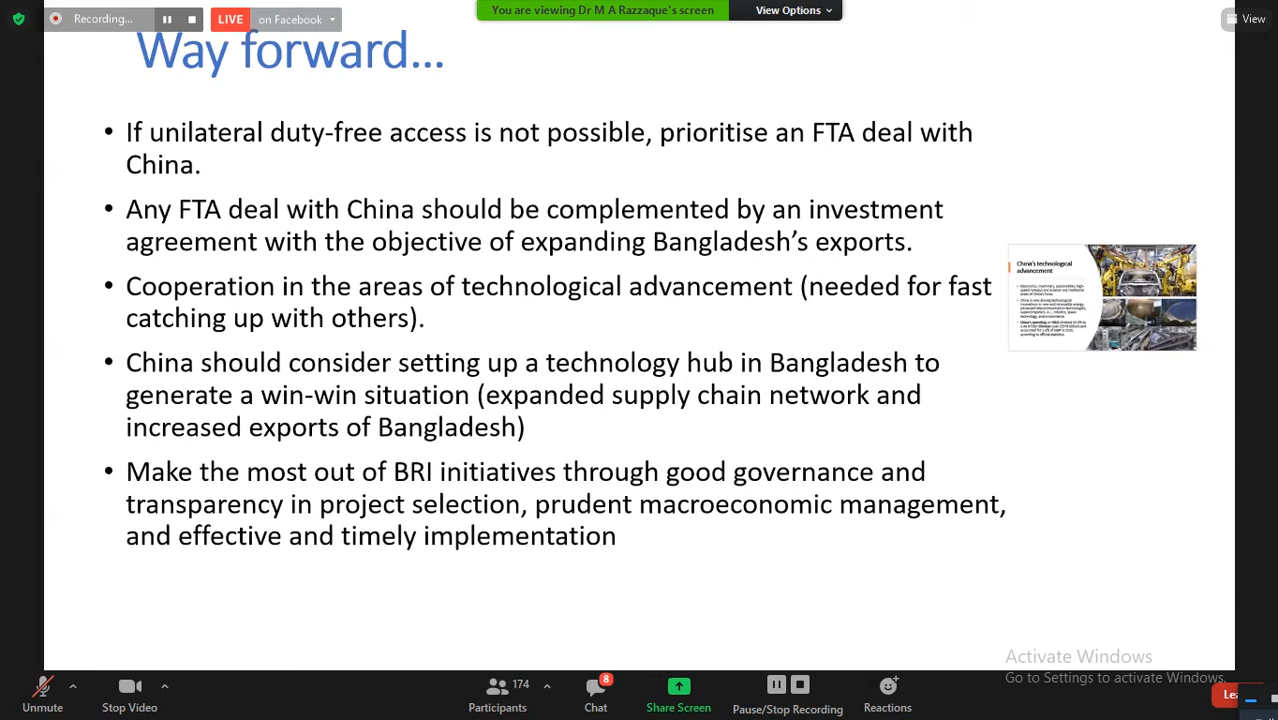 Recording...
LIVE on Facebook
You are viewing Dr M A Razzaque's screen
View Options
View
Way forward...
• If unilateral duty-free access is not possible, prioritise an FTA deal with
China.
• Any FTA deal with China should be complemented by an investment
agreement with the objective of expanding Bangladesh’s exports.
• Cooperation in the areas of technological advancement (needed for fast
catching up with others).
• China should consider setting up a technology hub in Bangladesh to
generate a win-win situation (expanded supply chain network and
increased exports of Bangladesh)
• Make the most out of BRI initiatives through good governance and
transparency in project selection, prudent macroeconomic management,
and effective and timely implementation
China's technological
advancement
Activate Windows
Go to Settings to activate Windows.
Unmute
Stop Video
174
Participants
8
Chat
Share Screen
Pause/Stop Recording
Reactions